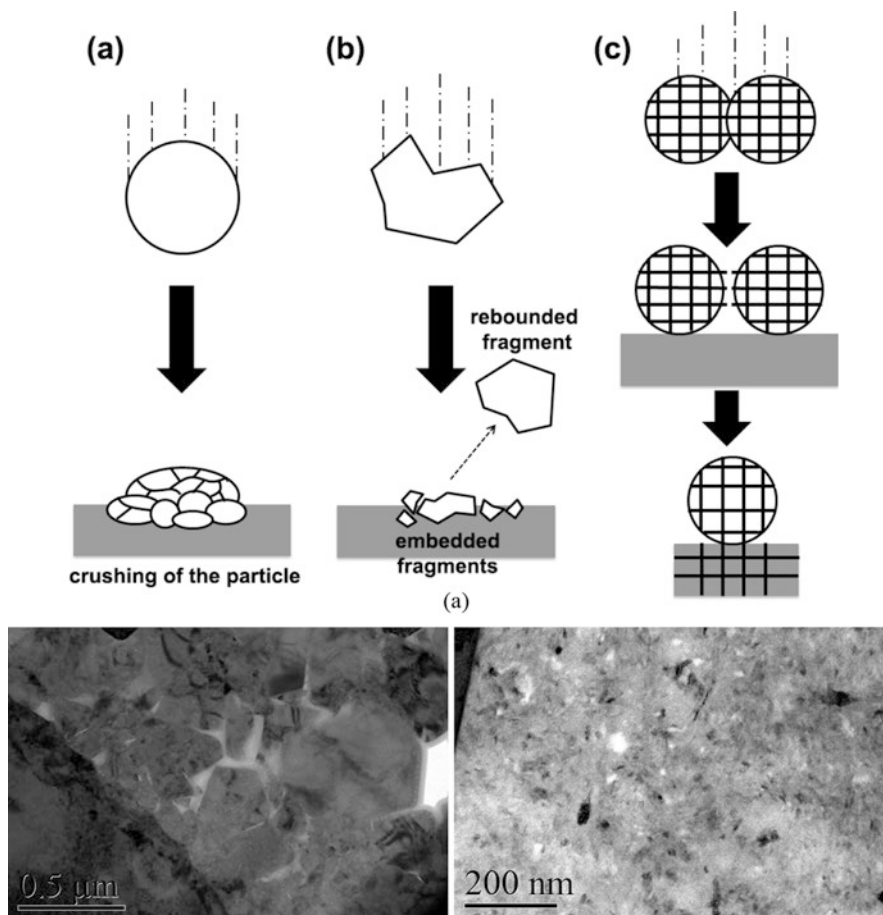 (a)
(b)
(c)
rebounded
fragment
crushing of the particle
embedded
fragments
(a)
0.5 μm
200 nm